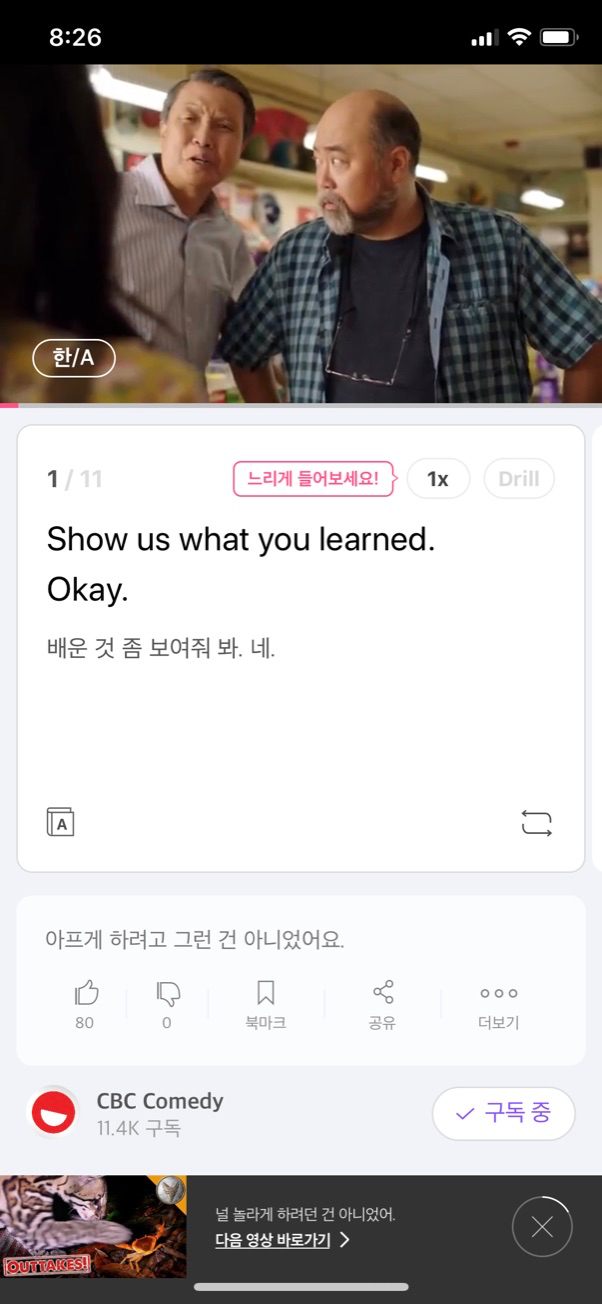 8:26
한/A
1 / 11
느리게 들어보세요!
1x
Drill
Show us what you learned.
Okay.
배운 것 좀 보여줘 봐. 네.
A
아프게 하려고 그런 건 아니었어요.
80
0
북마크
공유
더보기
CBC Comedy
11.4K 구독
구독 중
OUTTAKES!
널 놀라게 하려던 건 아니었어.
다음 영상 바로가기